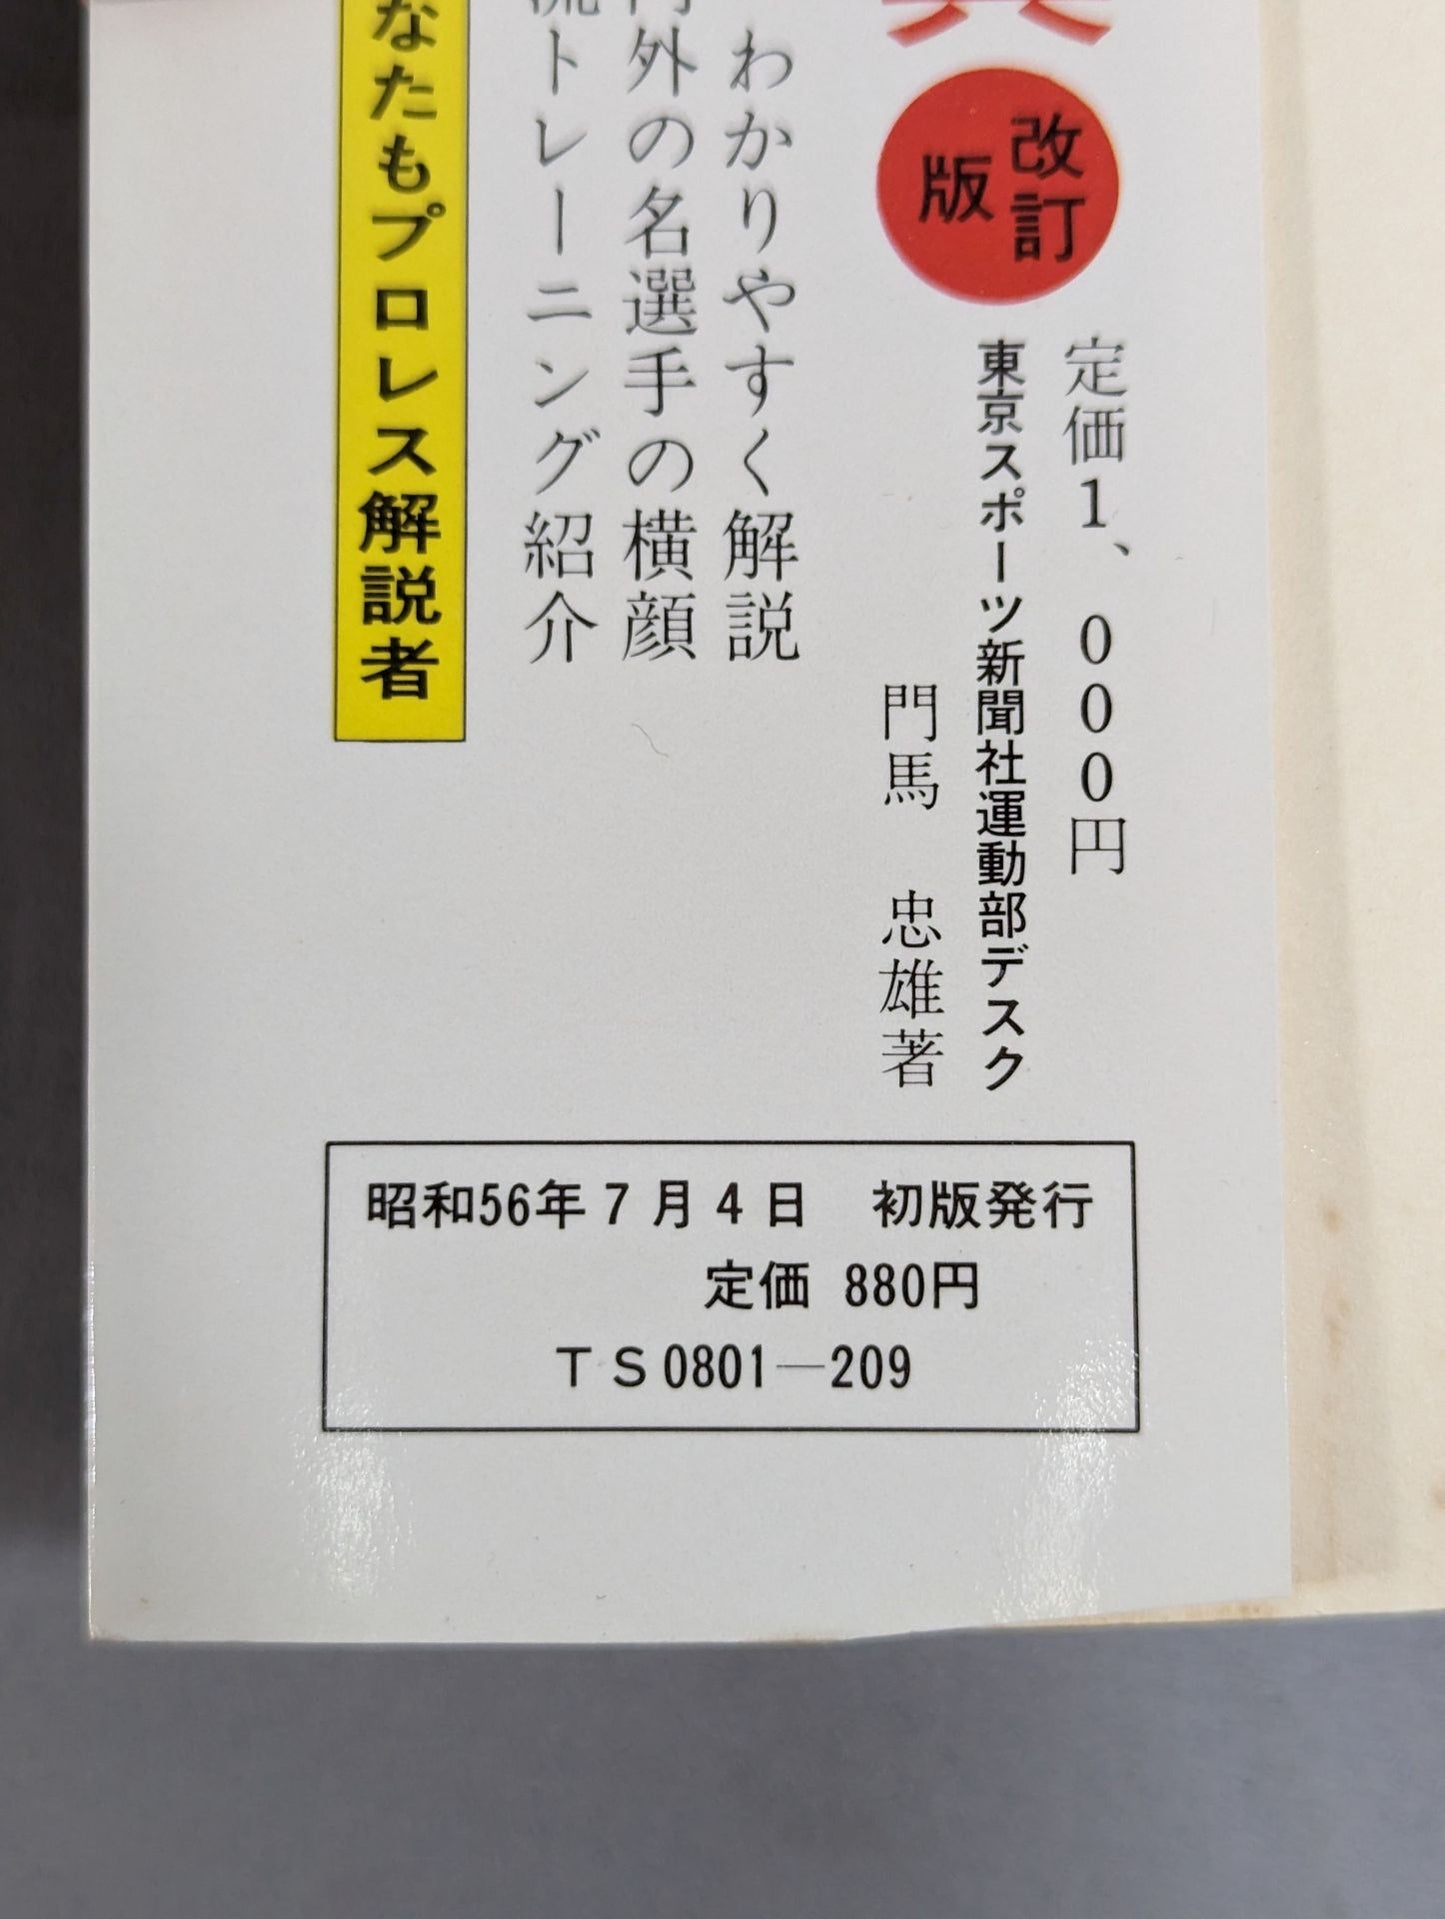 改訂
版
定価1、000円
東京スポーツ新聞社運動部デスク
門馬 忠雄著
わかりやすく解説
外の名選手の横顔
流トレーニング紹介
なたもプロレス解説者
昭和56年7月4日 初版発行
定価 880円
TS0801—209